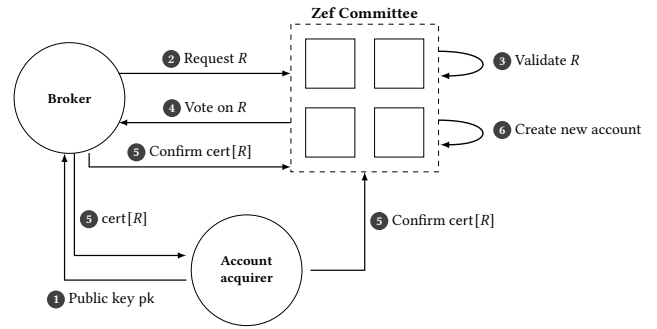 Zef Committee
2 Request R
3 Validate R
Broker
4 Vote on R
6 Create new account
5 Confirm cert[R]
5 cert[R]
5 Confirm cert[R]
Account
acquirer
1 Public key pk